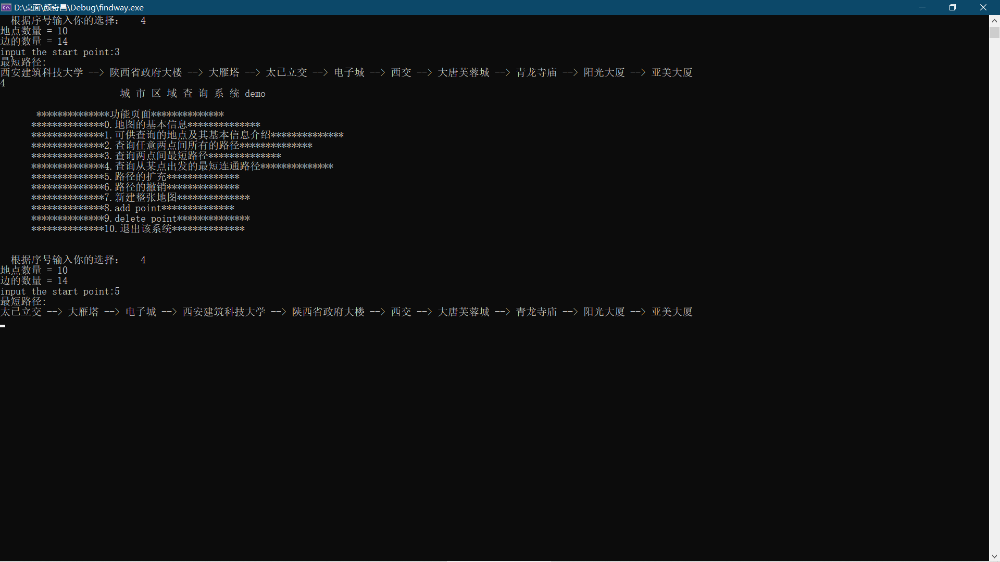 D:\桌面\颜奇昌\Debug\findway.exe
根据序号输入你的选择: 4
地点数量 = 10
边的数量 = 14
input the start point:3
最短路径:
西安建筑科技大学 --> 陕西省政府大楼 --> 大雁塔 --> 太已立交 --> 电子城 --> 西交 --> 大唐芙蓉城 --> 青龙寺庙 --> 阳光大厦 --> 亚美大厦
4
城 市 区 域 查 询 系 统 demo
**************功能页面**************
**************0.地图的基本信息**************
**************1.可供查询的地点及其基本信息介绍**************
**************2.查询任意两点间所有的路径**************
**************3.查询两点间最短路径**************
**************4.查询从某点出发的最短连通路径**************
**************5.路径的扩充**************
**************6.路径的撤销**************
**************7.新建整张地图**************
**************8.add point**************
**************9.delete point**************
**************10.退出该系统**************
根据序号输入你的选择: 4
地点数量 = 10
边的数量 = 14
input the start point:5
最短路径:
太已立交 --> 大雁塔 --> 电子城 --> 西安建筑科技大学 --> 陕西省政府大楼 --> 西交 --> 大唐芙蓉城 --> 青龙寺庙 --> 阳光大厦 --> 亚美大厦